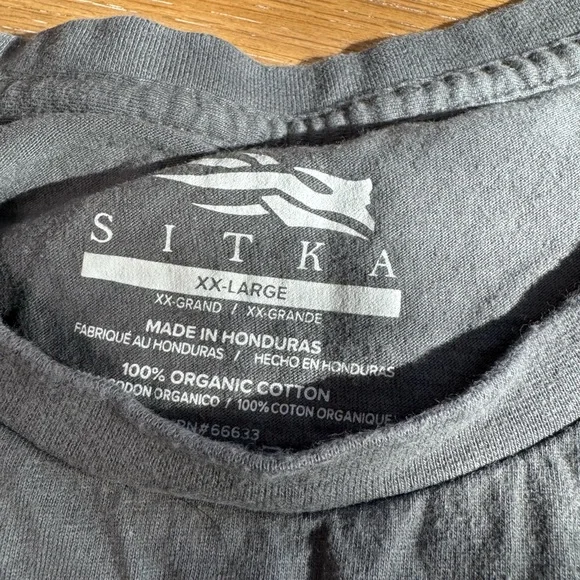 SITKA
XX-LARGE
XX-GRAND / XX-GRANDE
MADE IN HONDURAS
FABRIQUÉ AU HONDURAS / HECHO EN HONDURAS
100% ORGANIC COTTON
ODON ORGANICO / 100% COTON ORGANIQUE
RN#66633